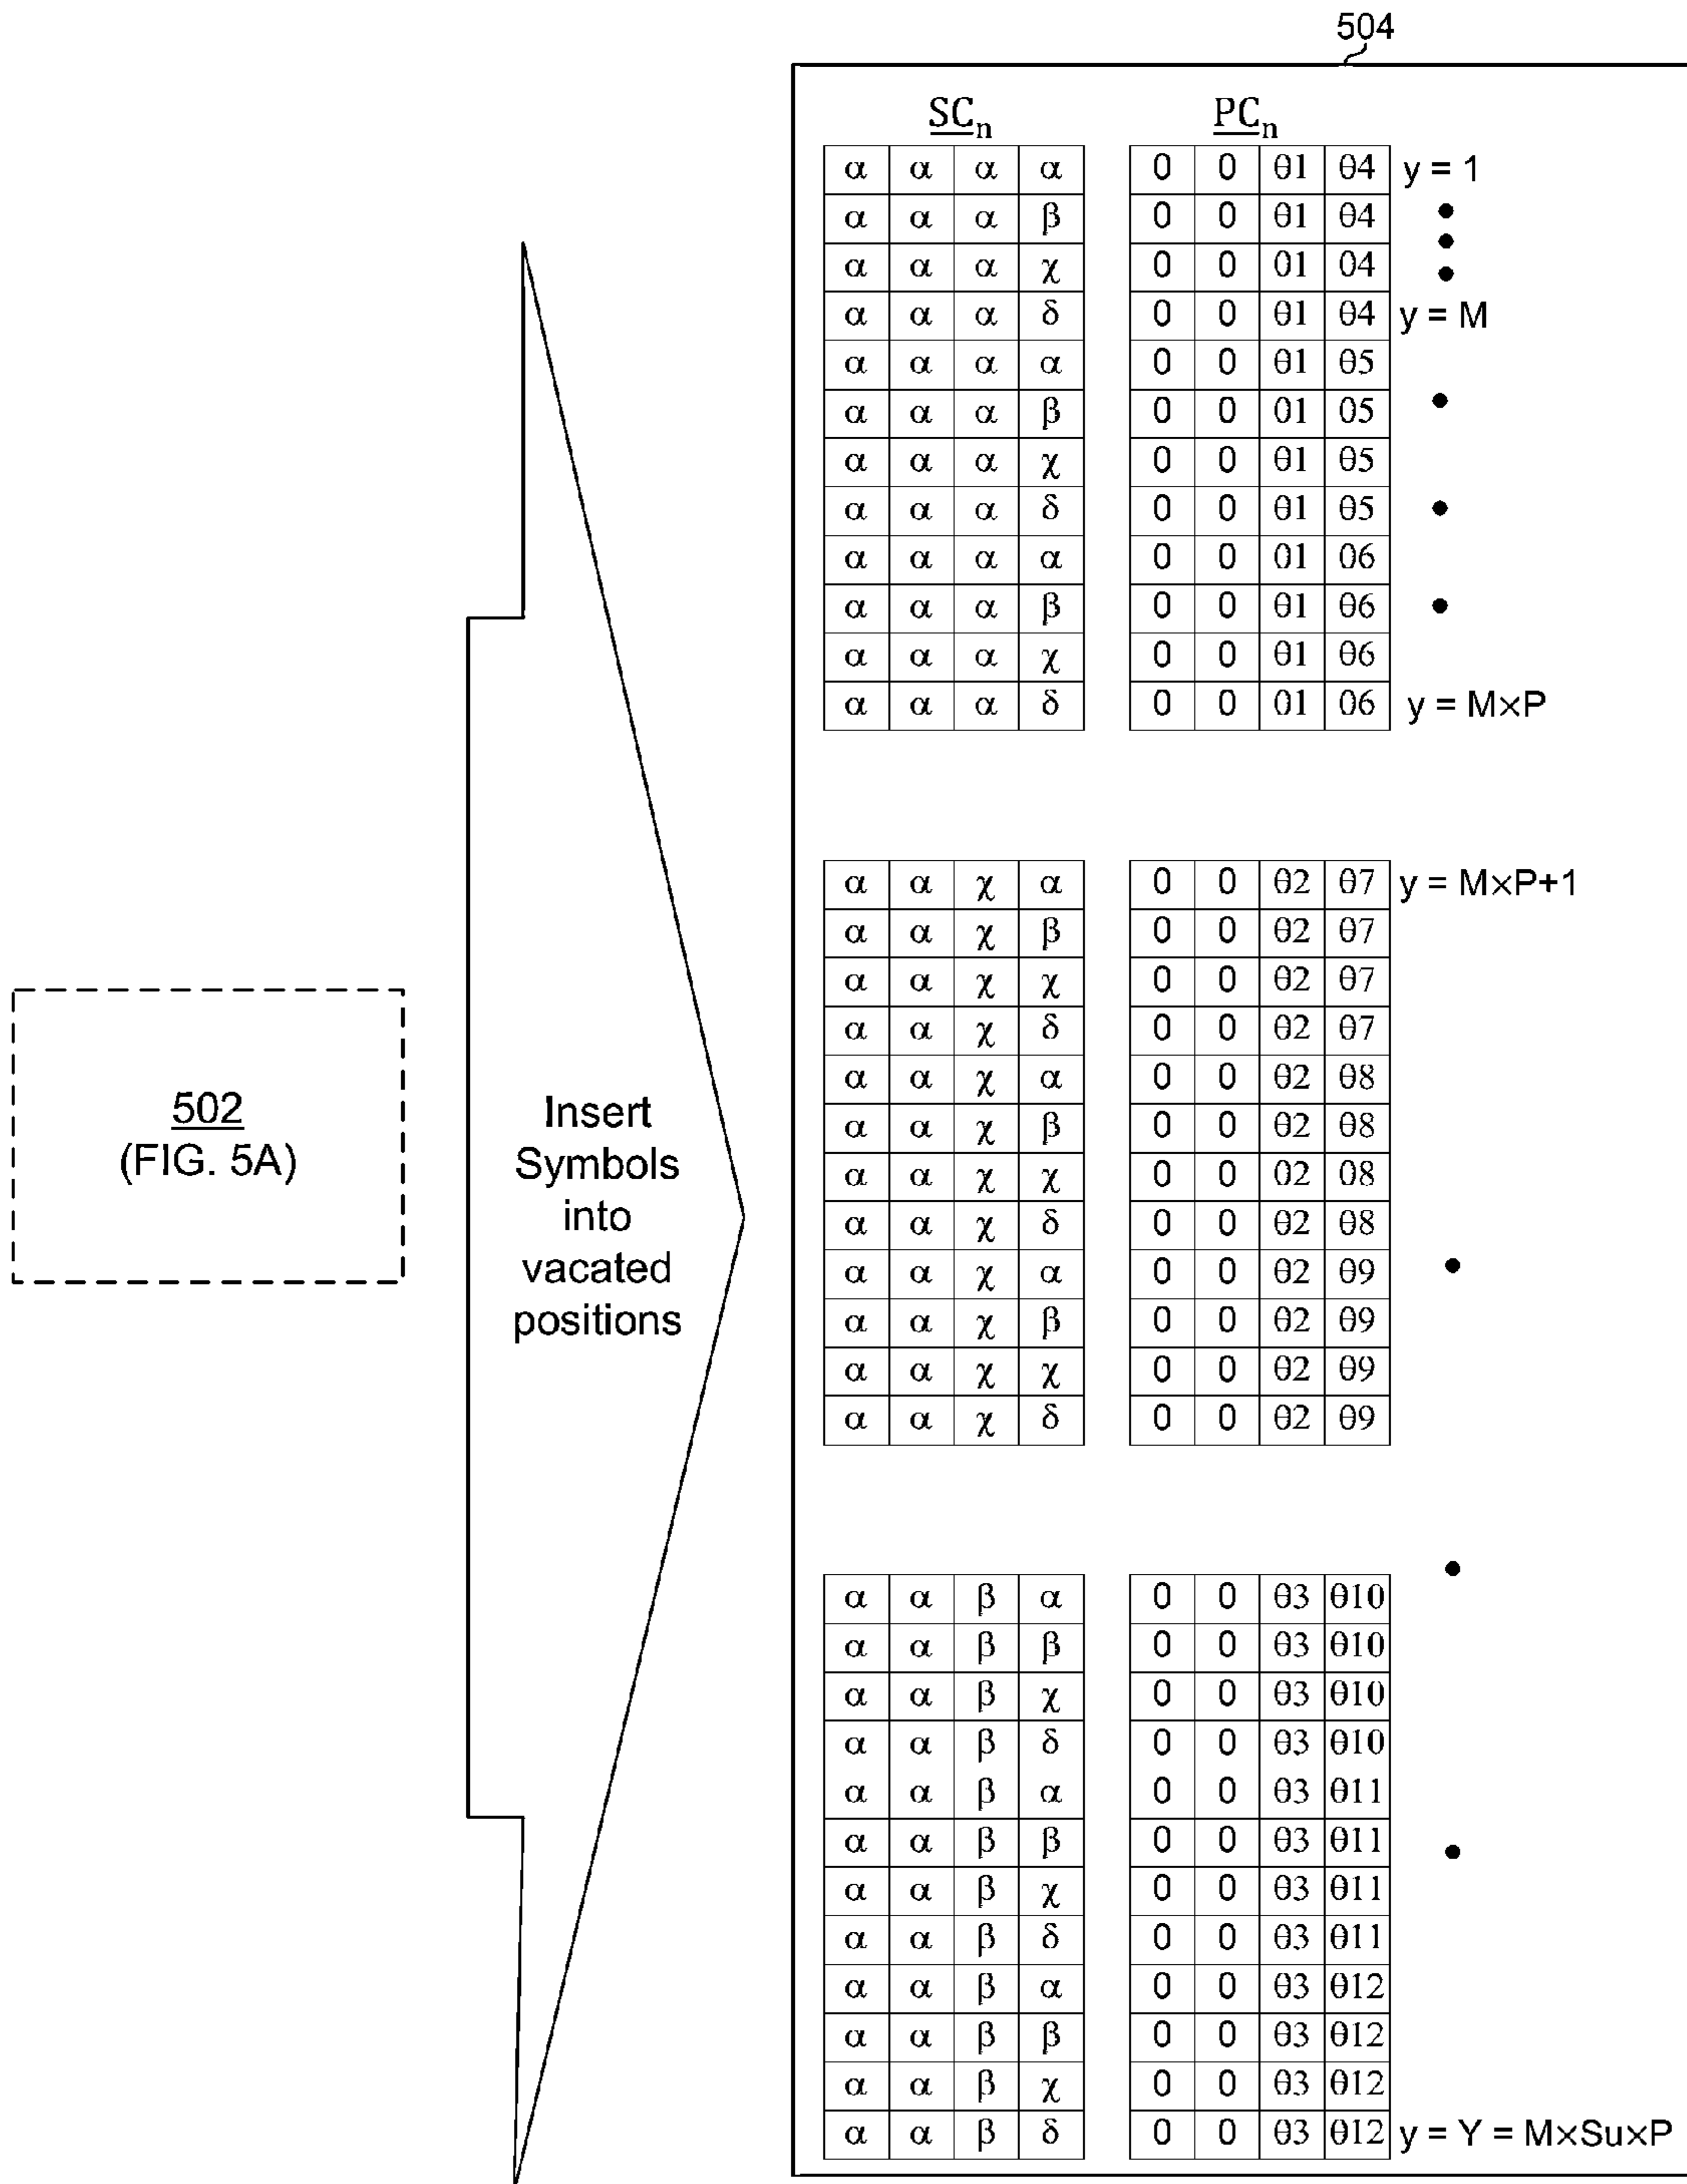 504
SCn PCn
α α α α 0 0 θ1 θ4 y = 1
α α α β 0 0 θ1 θ4
α α α χ 0 0 θ1 θ4
α α α δ 0 0 θ1 θ4 y = M
α α α α 0 0 θ1 θ5
α α α β 0 0 θ1 θ5
α α α χ 0 0 θ1 θ5
α α α δ 0 0 θ1 θ5
α α α α 0 0 θ1 θ6
α α α β 0 0 θ1 θ6
α α α χ 0 0 θ1 θ6
α α α δ 0 0 θ1 θ6 y = M×P
α α χ α 0 0 θ2 θ7 y = M×P+1
α α χ β 0 0 θ2 θ7
α α χ χ 0 0 θ2 θ7
α α χ δ 0 0 θ2 θ7
α α χ α 0 0 θ2 θ8
α α χ β 0 0 θ2 θ8
α α χ χ 0 0 θ2 θ8
α α χ δ 0 0 θ2 θ8
α α χ α 0 0 θ2 θ9
α α χ β 0 0 θ2 θ9
α α χ χ 0 0 θ2 θ9
α α χ δ 0 0 θ2 θ9
α α β α 0 0 θ3 θ10
α α β β 0 0 θ3 θ10
α α β χ 0 0 θ3 θ10
α α β δ 0 0 θ3 θ10
α α β α 0 0 θ3 θ11
α α β β 0 0 θ3 θ11
α α β χ 0 0 θ3 θ11
α α β δ 0 0 θ3 θ11
α α β α 0 0 θ3 θ12
α α β β 0 0 θ3 θ12
α α β χ 0 0 θ3 θ12
α α β δ 0 0 θ3 θ12 y = Y = M×Su×P
502
(FIG. 5A)
Insert
Symbols
into
vacated
positions